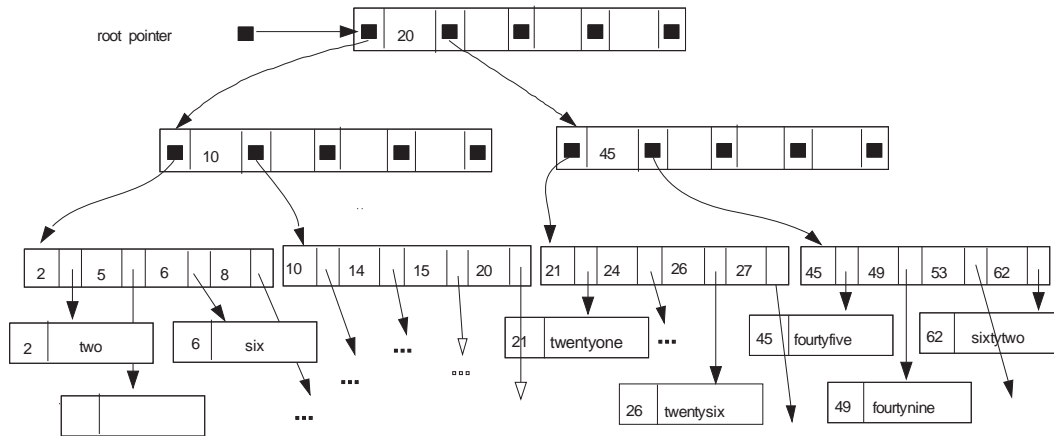 root pointer
20
10
45
2 5 6 8
10 14 15 20
21 24 26 27
45 49 53 62
2 two
6 six
...
...
21 twentyone
...
45 fourtyfive
62 sixtytwo
...
...
26 twentysix
49 fourtynine